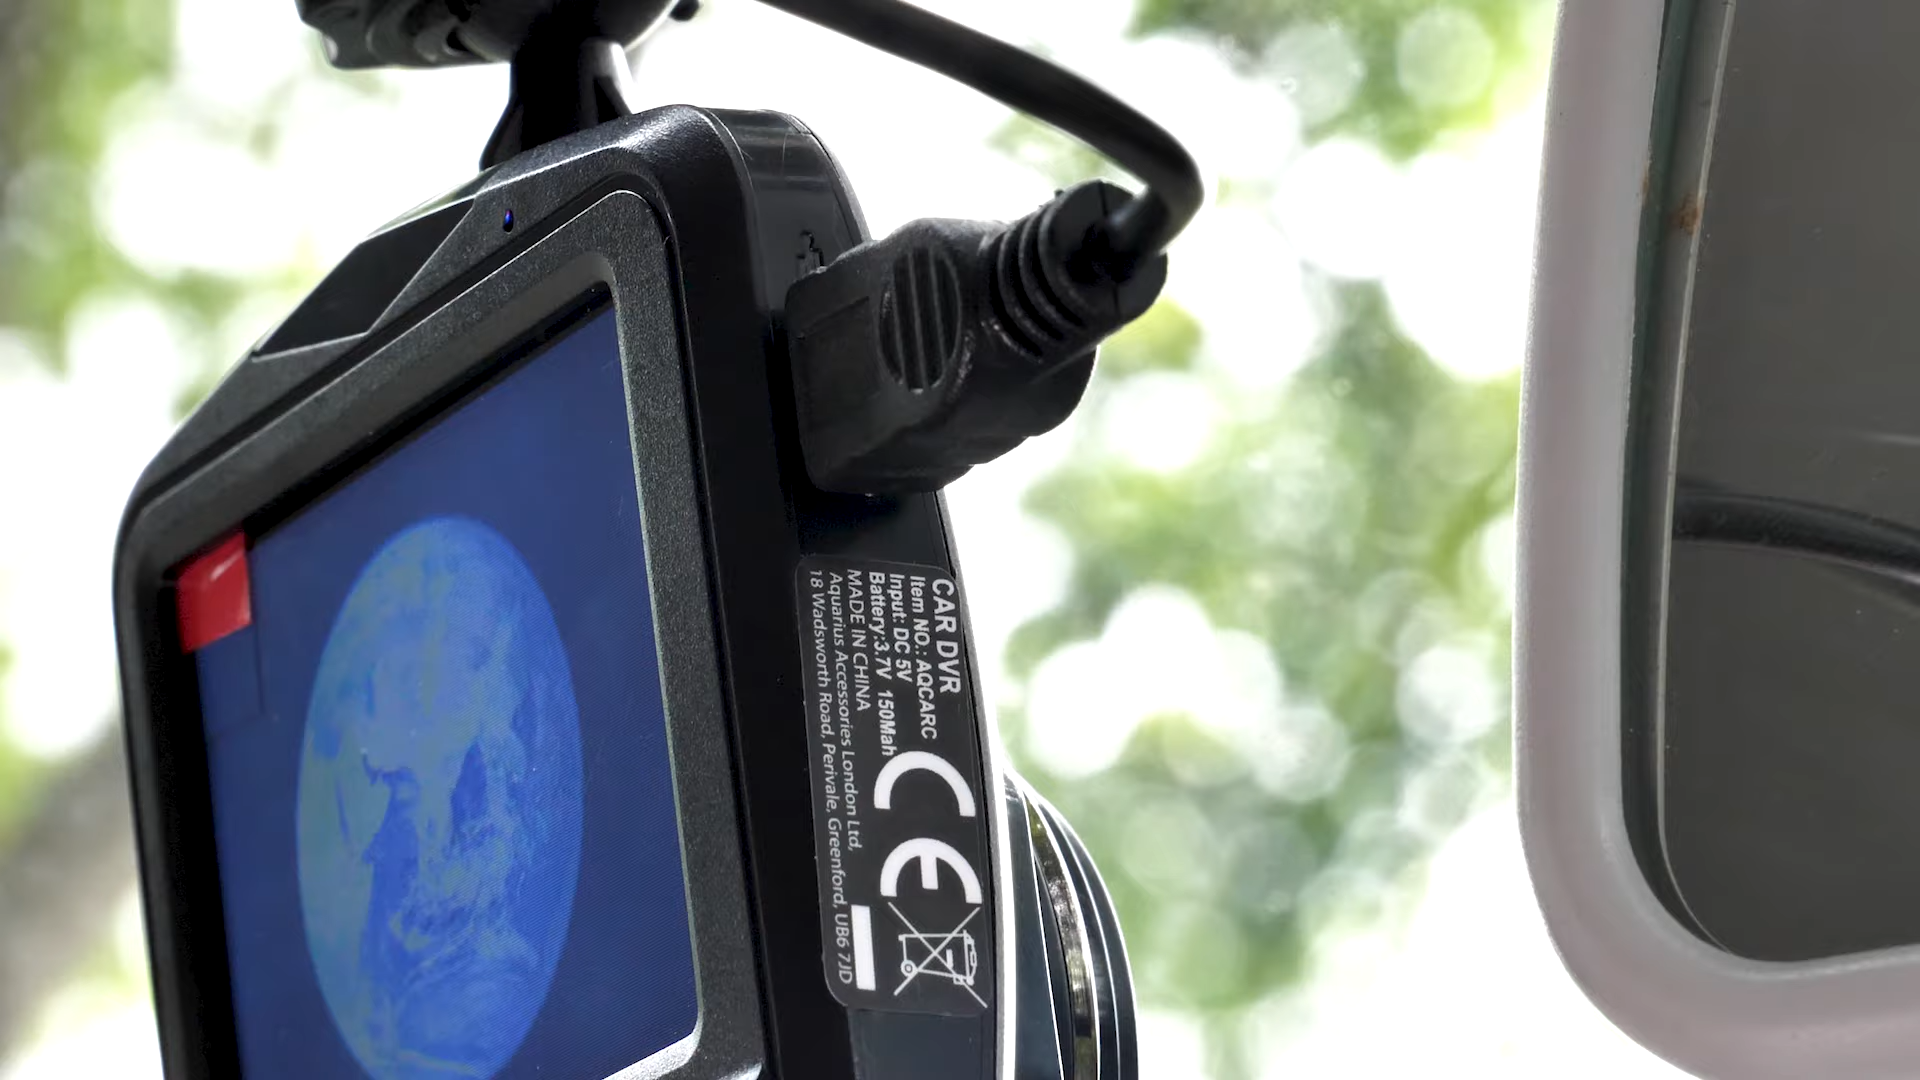 CAR DVR
Item NO.: AQCARC
Input: DC 5V
Battery:3.7V 150Mah
MADE IN CHINA
Aquarius Accessories London Ltd,
18 Wadsworth Road, Perivale, Greenford, UB6 7JD
CE